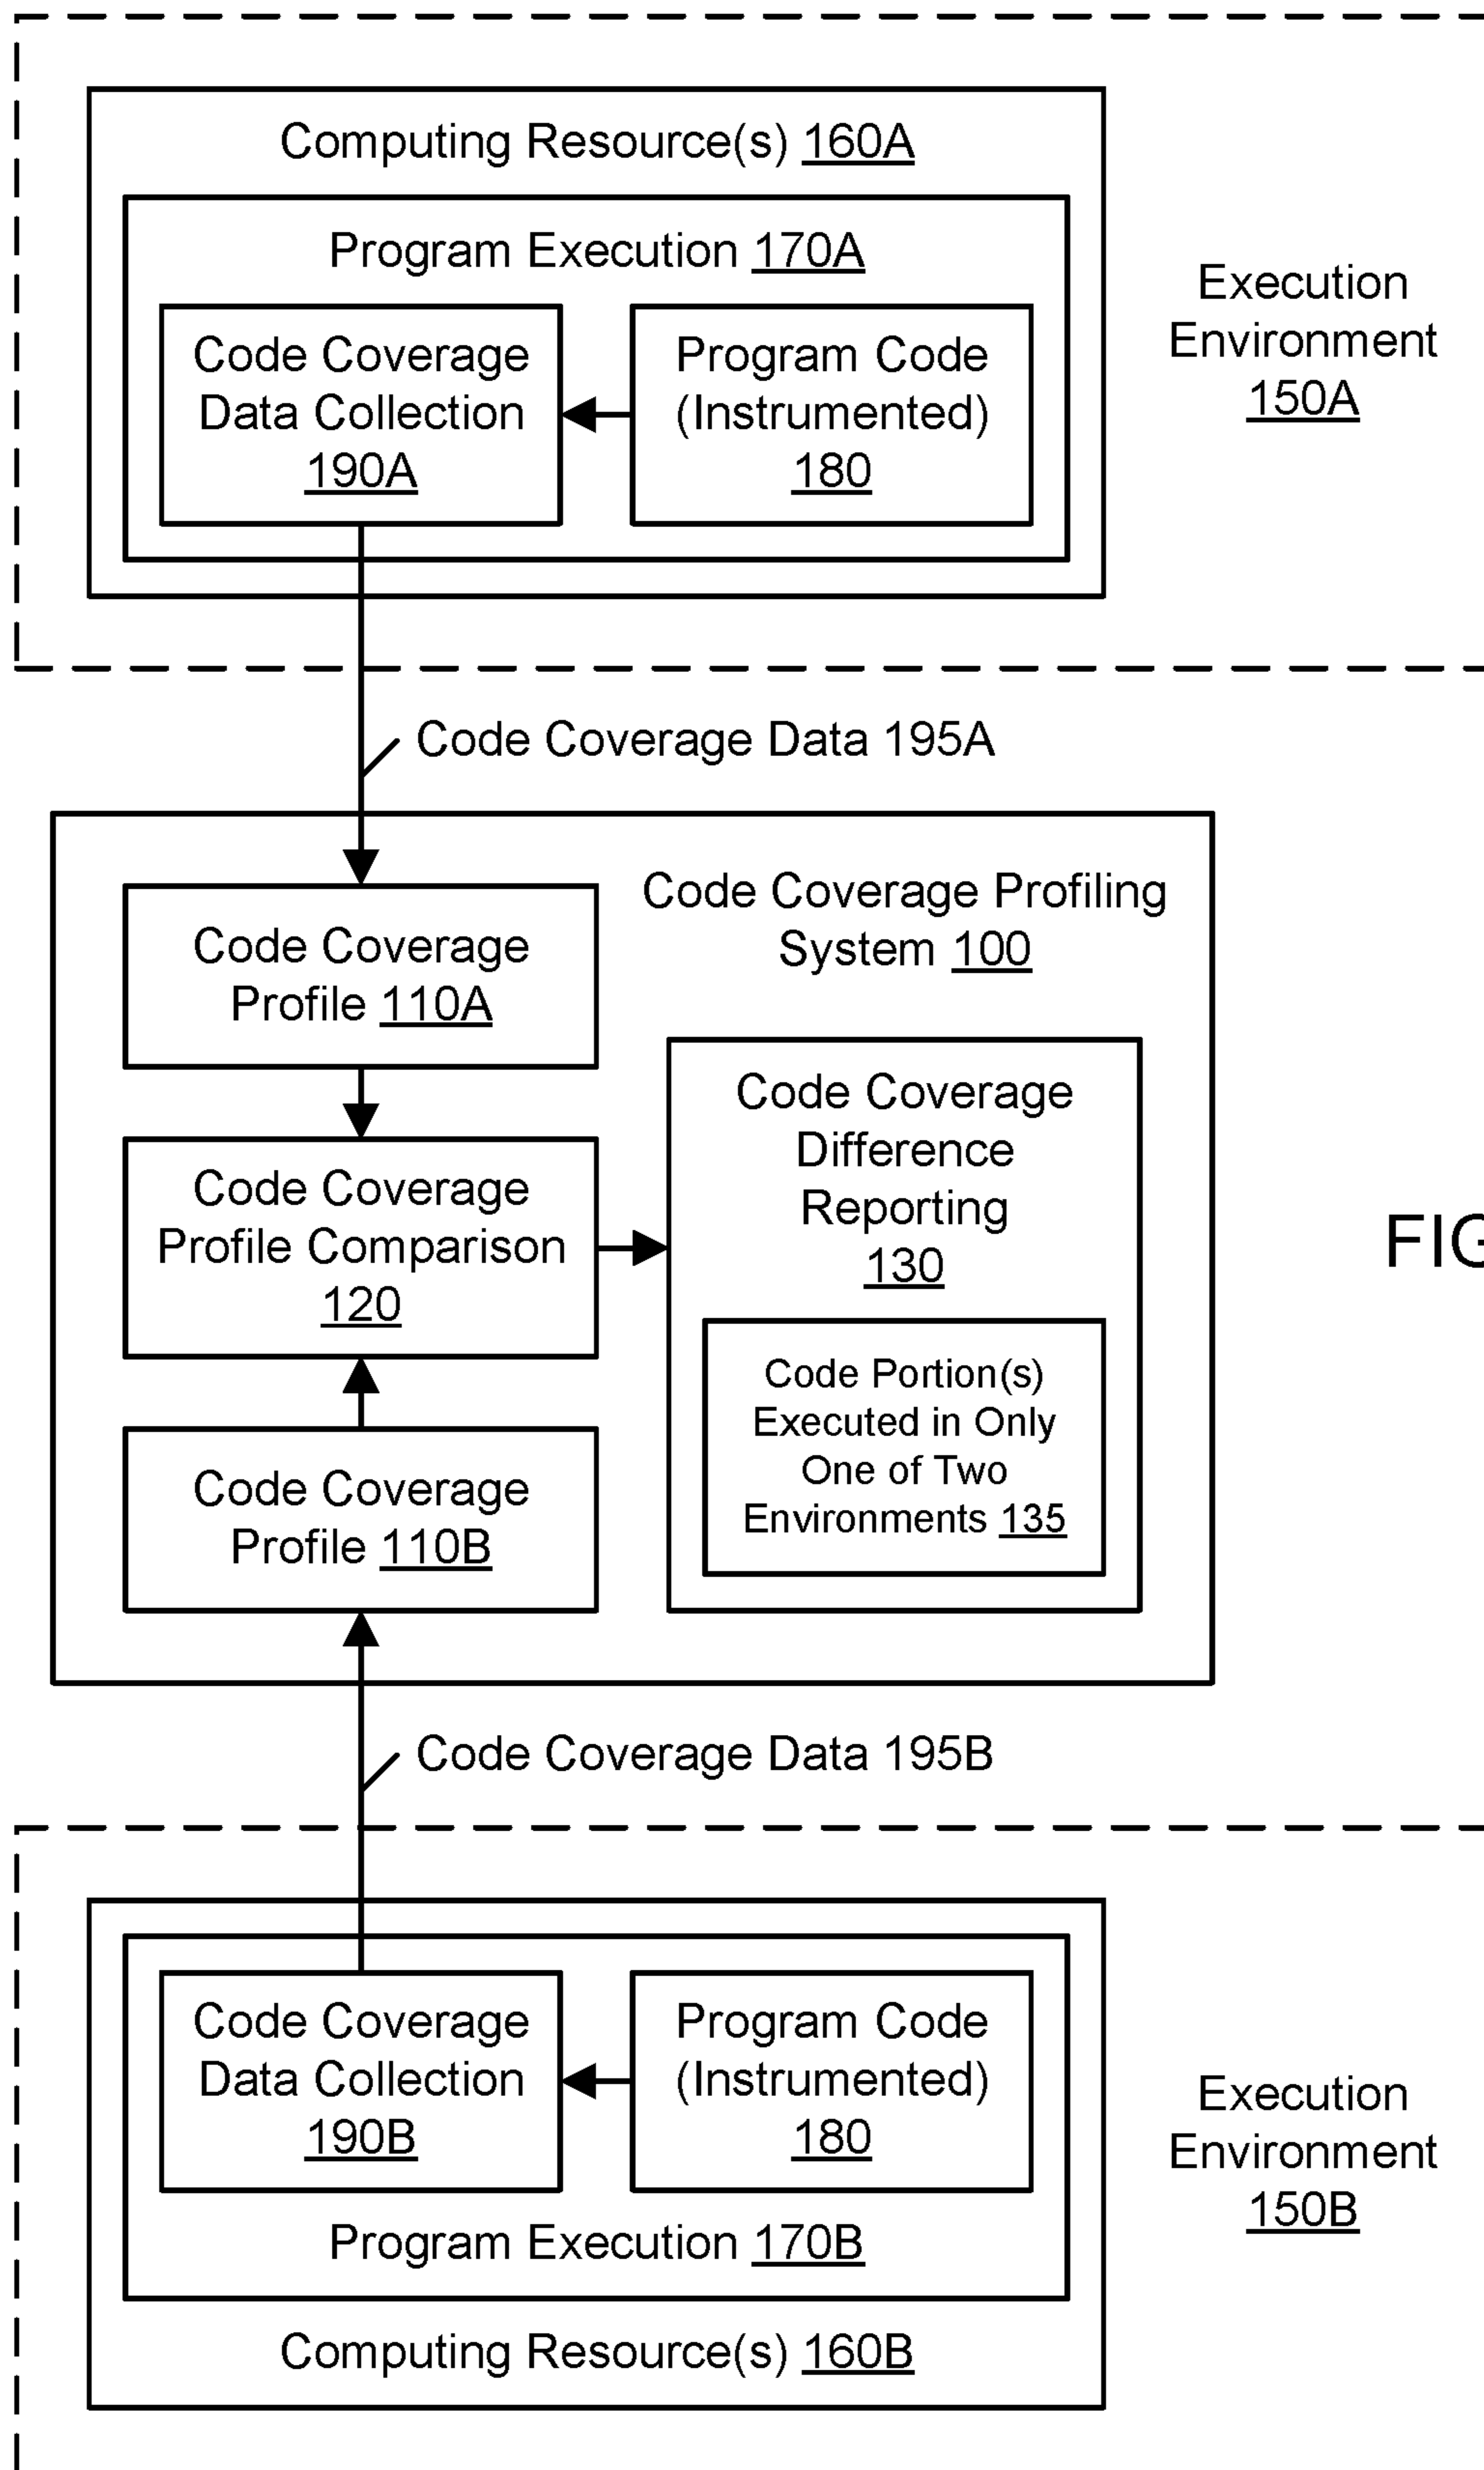 Computing Resource(s) 160A
Program Execution 170A
Code Coverage
Data Collection
190A
Program Code
(Instrumented)
180
Execution
Environment
150A
Code Coverage Data 195A
Code Coverage Profiling
System 100
Code Coverage
Profile 110A
Code Coverage
Profile Comparison
120
Code Coverage
Difference
Reporting
130
Code Portion(s)
Executed in Only
One of Two
Environments 135
Code Coverage
Profile 110B
FIG
Code Coverage Data 195B
Code Coverage
Data Collection
190B
Program Code
(Instrumented)
180
Program Execution 170B
Computing Resource(s) 160B
Execution
Environment
150B